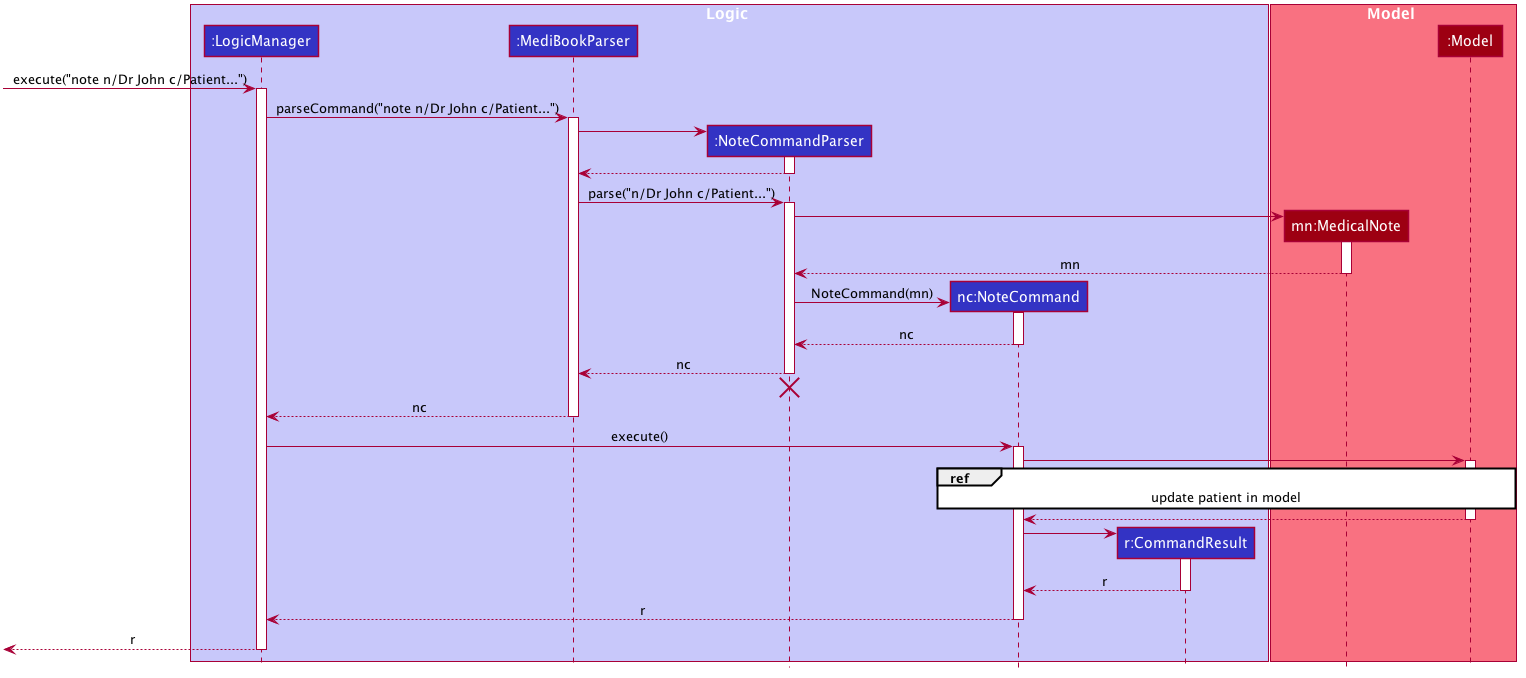 Logic
Model
:LogicManager
:MediBookParser
:Model
execute("note n/Dr John c/Patient...")
parseCommand("note n/Dr John c/Patient...")
:NoteCommandParser
parse("n/Dr John c/Patient...")
mn:MedicalNote
mn
NoteCommand(mn)
nc:NoteCommand
nc
nc
nc
execute()
ref
update patient in model
r:CommandResult
r
r
r